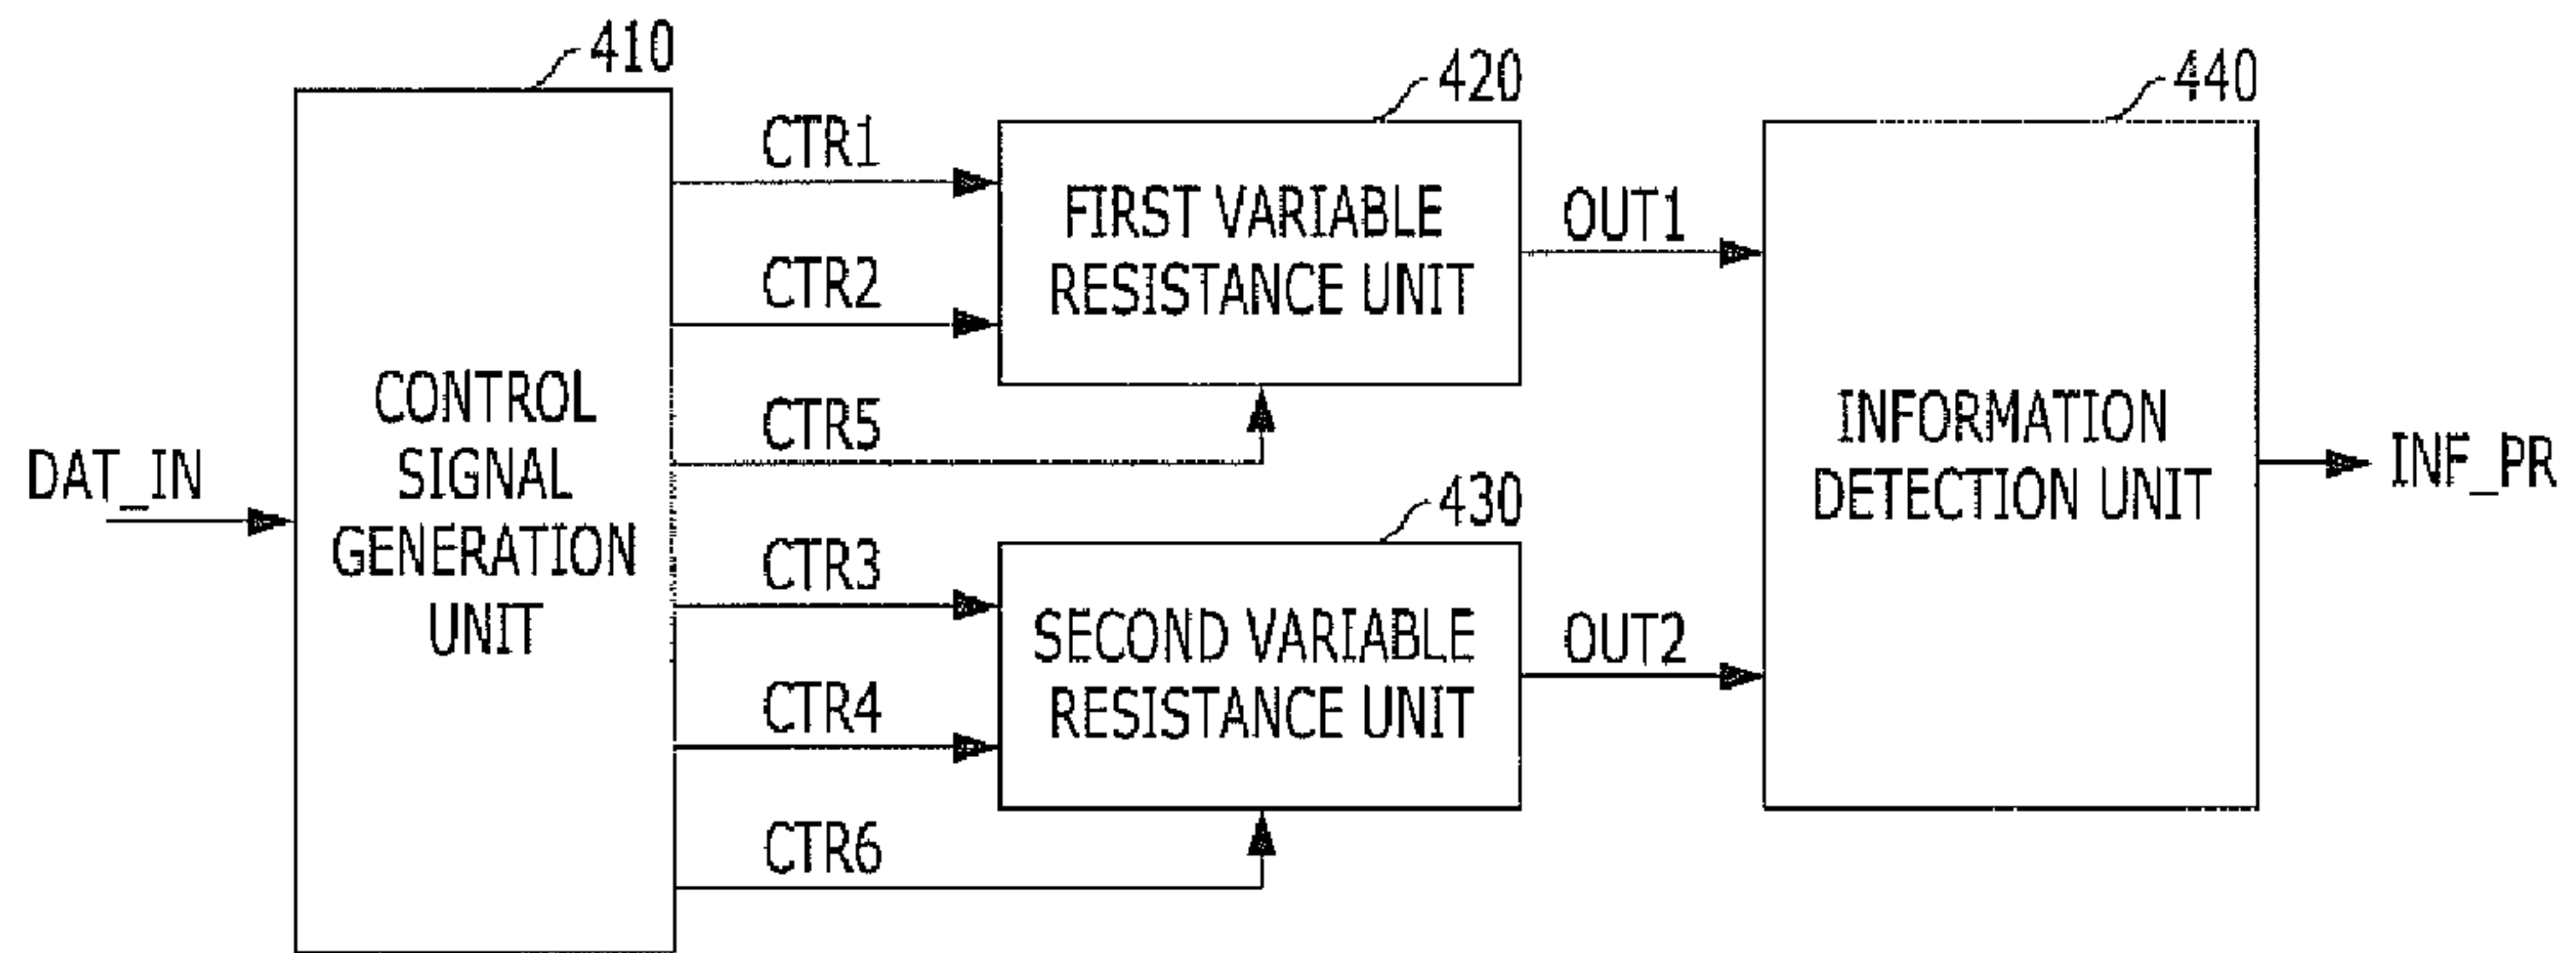 410
420
440
CTR1
FIRST VARIABLE
RESISTANCE UNIT
OUT1
CTR2
CONTROL
SIGNAL
GENERATION
UNIT
CTR5
INFORMATION
DETECTION UNIT
DAT_IN
INF_PR
430
CTR3
SECOND VARIABLE
RESISTANCE UNIT
OUT2
CTR4
CTR6